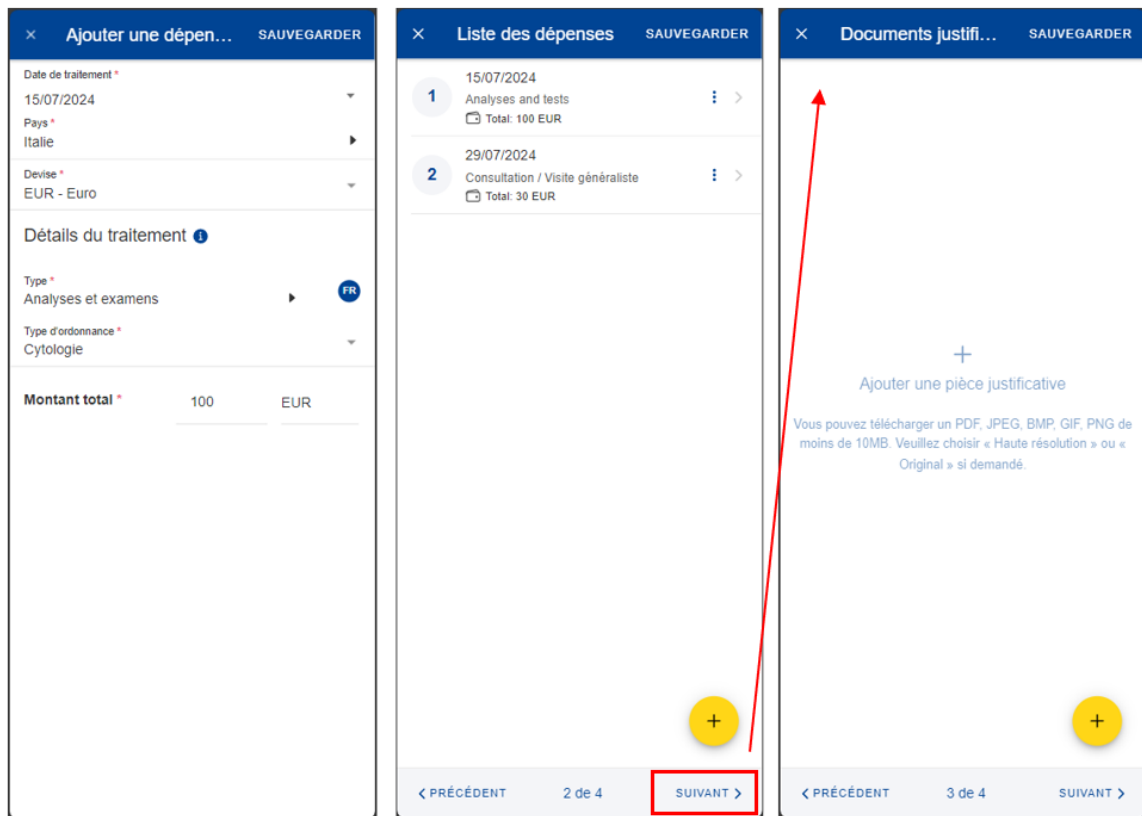 × Ajouter une dépen... SAUVEGARDER
Date de traitement *
15/07/2024
Pays *
Italie
Devise *
EUR - Euro
Détails du traitement i
Type *
Analyses et examens FR
Type d'ordonnance *
Cytologie
Montant total * 100 EUR
× Liste des dépenses SAUVEGARDER
15/07/2024
1 Analyses and tests
Total: 100 EUR
29/07/2024
2 Consultation / Visite généraliste
Total: 30 EUR
+
< PRÉCÉDENT 2 de 4 SUIVANT >
× Documents justifi... SAUVEGARDER
+
Ajouter une pièce justificative
Vous pouvez télécharger un PDF, JPEG, BMP, GIF, PNG de
moins de 10MB. Veuillez choisir « Haute résolution » ou «
Original » si demandé.
+
< PRÉCÉDENT 3 de 4 SUIVANT >